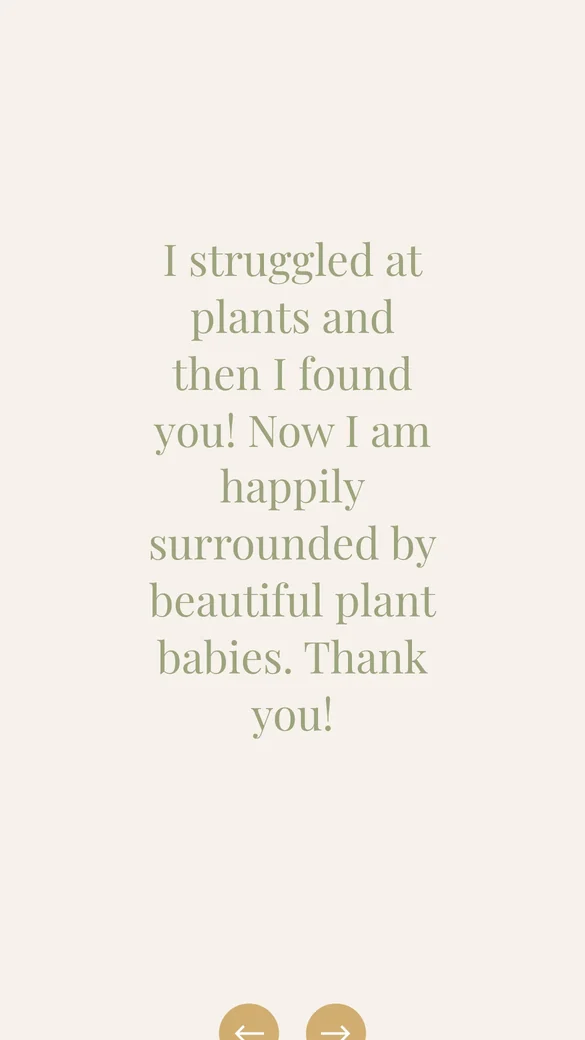 I struggled at
plants and
then I found
you! Now I am
happily
surrounded by
beautiful plant
babies. Thank
you!